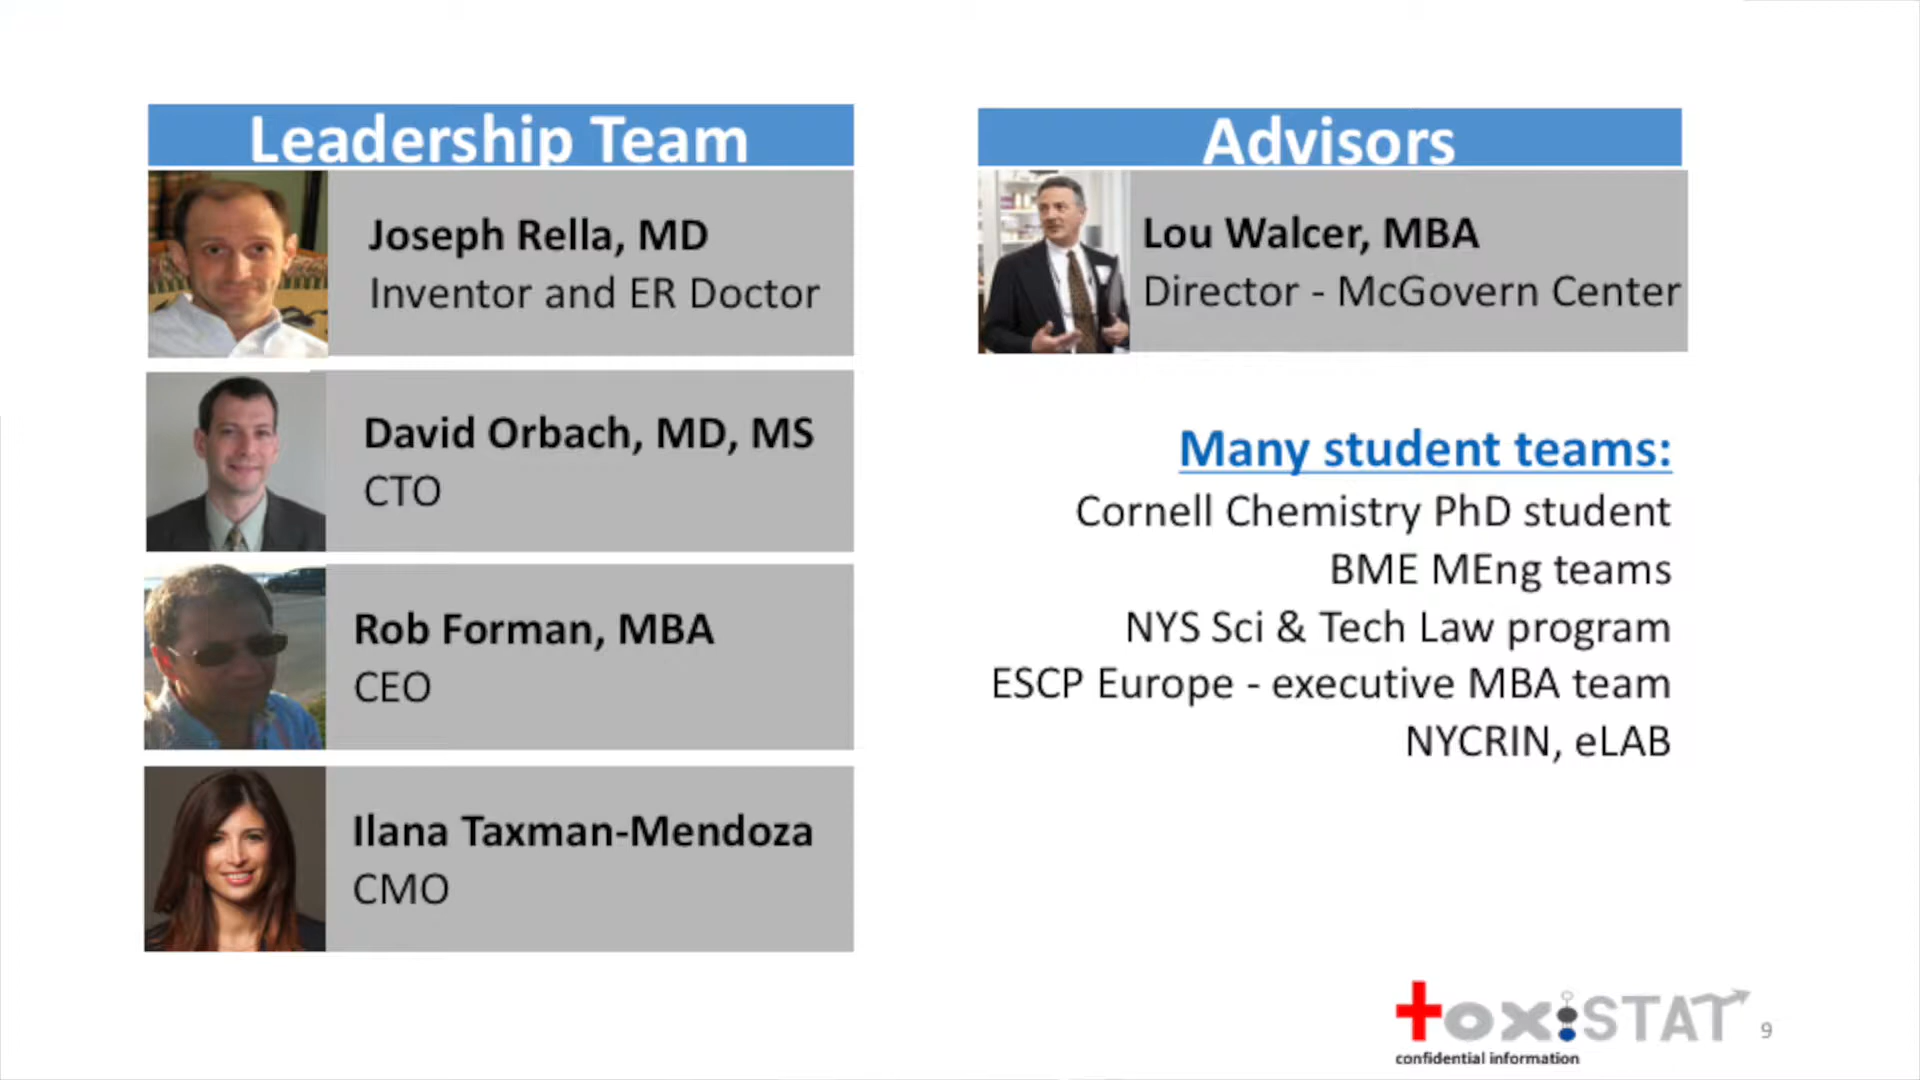 Leadership Team
Joseph Rella, MD
Inventor and ER Doctor
David Orbach, MD, MS
CTO
Rob Forman, MBA
CEO
Ilana Taxman-Mendoza
CMO
Advisors
Lou Walcer, MBA
Director - McGovern Center
Many student teams:
Cornell Chemistry PhD student
BME MEng teams
NYS Sci & Tech Law program
ESCP Europe - executive MBA team
NYCRIN, eLAB
toxiSTAT
confidential information
9